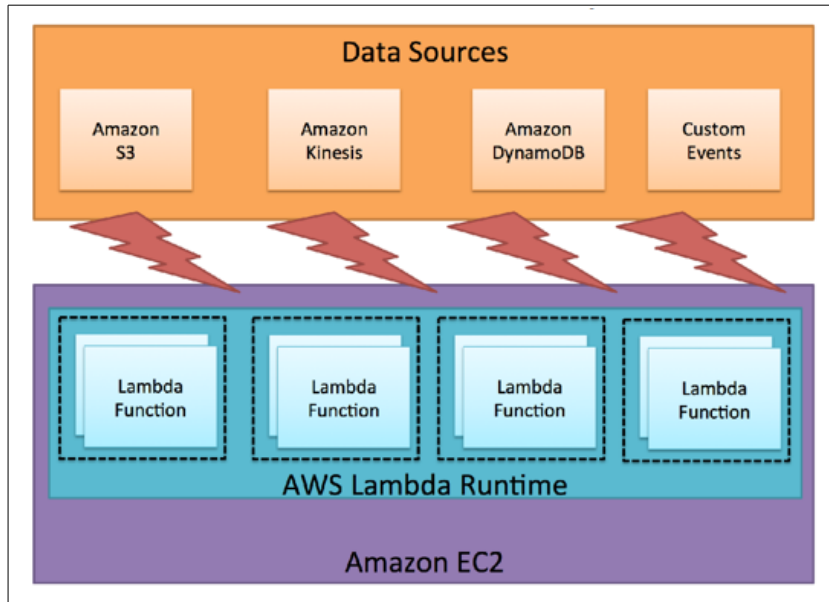 Data Sources
Amazon
S3
Amazon
Kinesis
Amazon
DynamoDB
Custom
Events
Lambda
Function
Lambda
Function
Lambda
Function
Lambda
Function
AWS Lambda Runtime
Amazon EC2